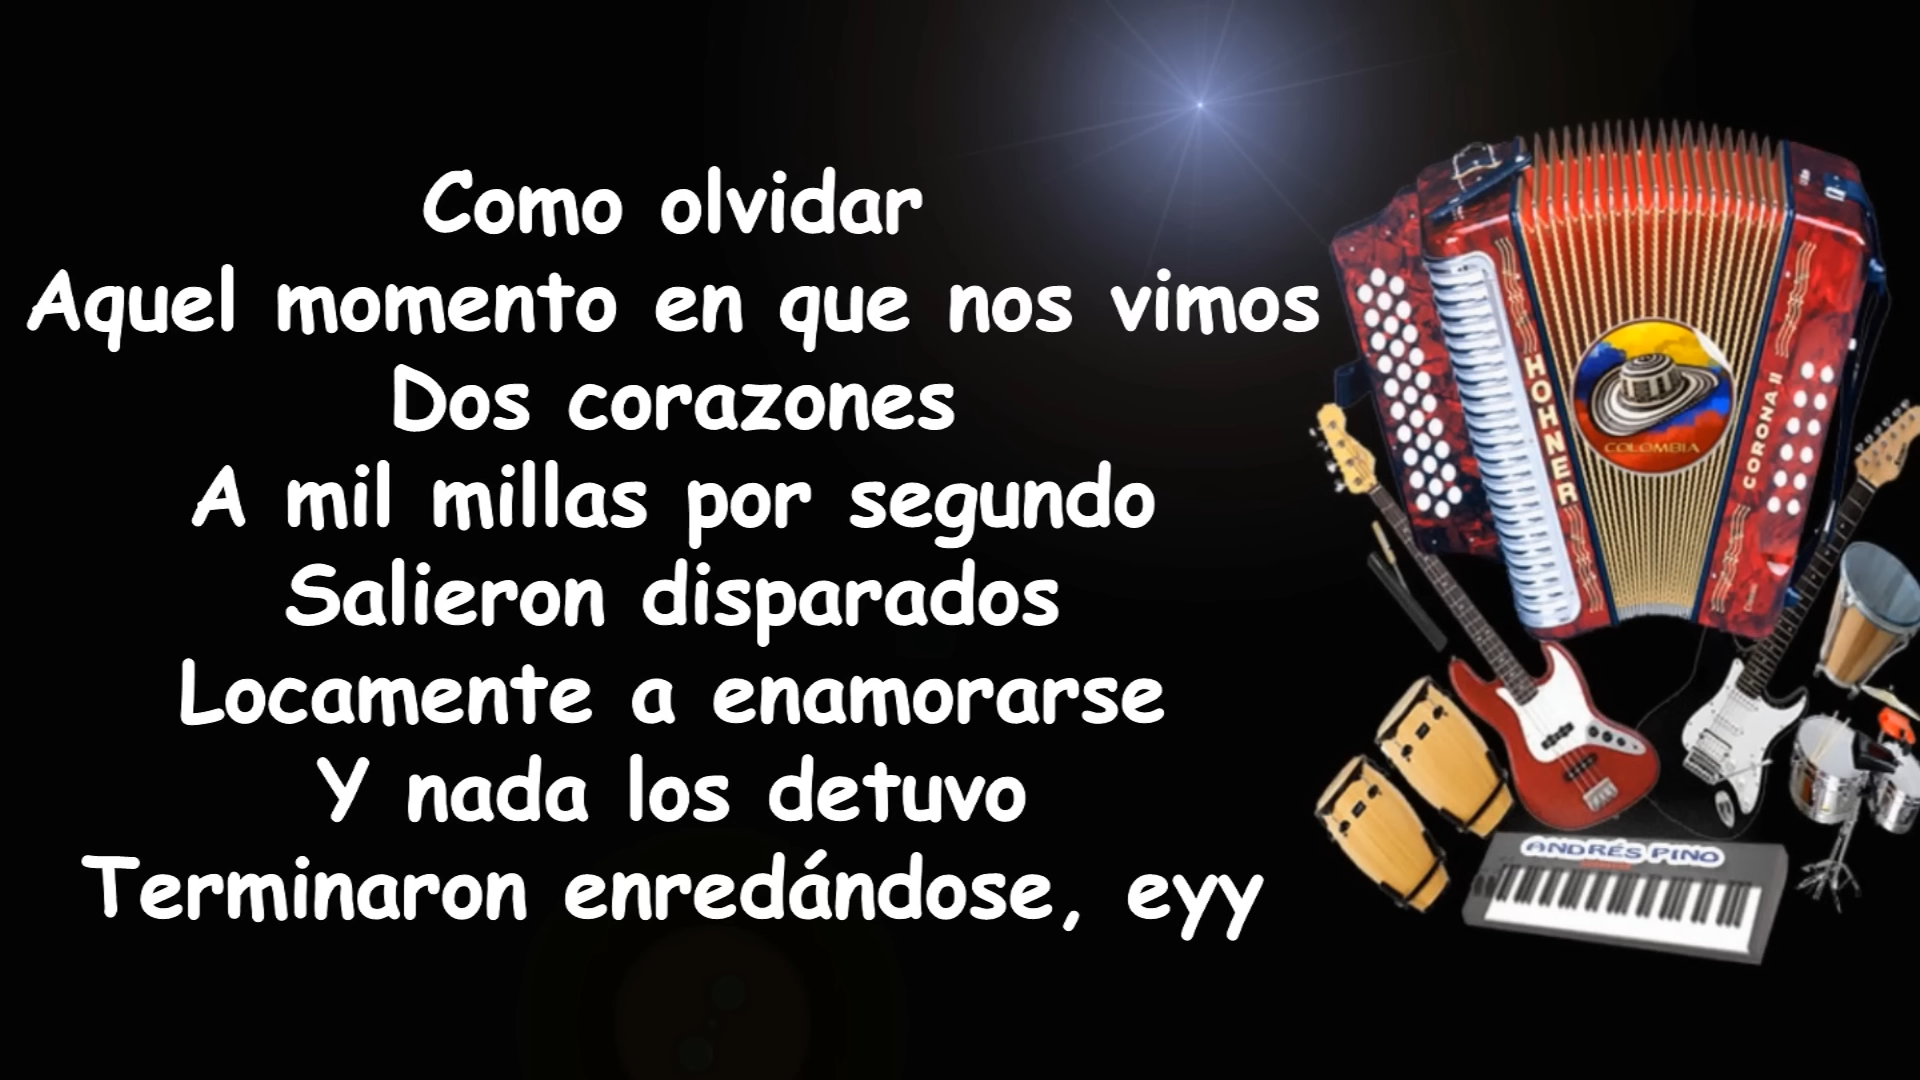 Como olvidar
Aquel momento en que nos vimos
Dos corazones
A mil millas por segundo
Salieron disparados
Locamente a enamorarse
Y nada los detuvo
Terminaron enredándose, eyy
HOHNER
COLOMBIA
CORONA II
ANDRÉS PINO